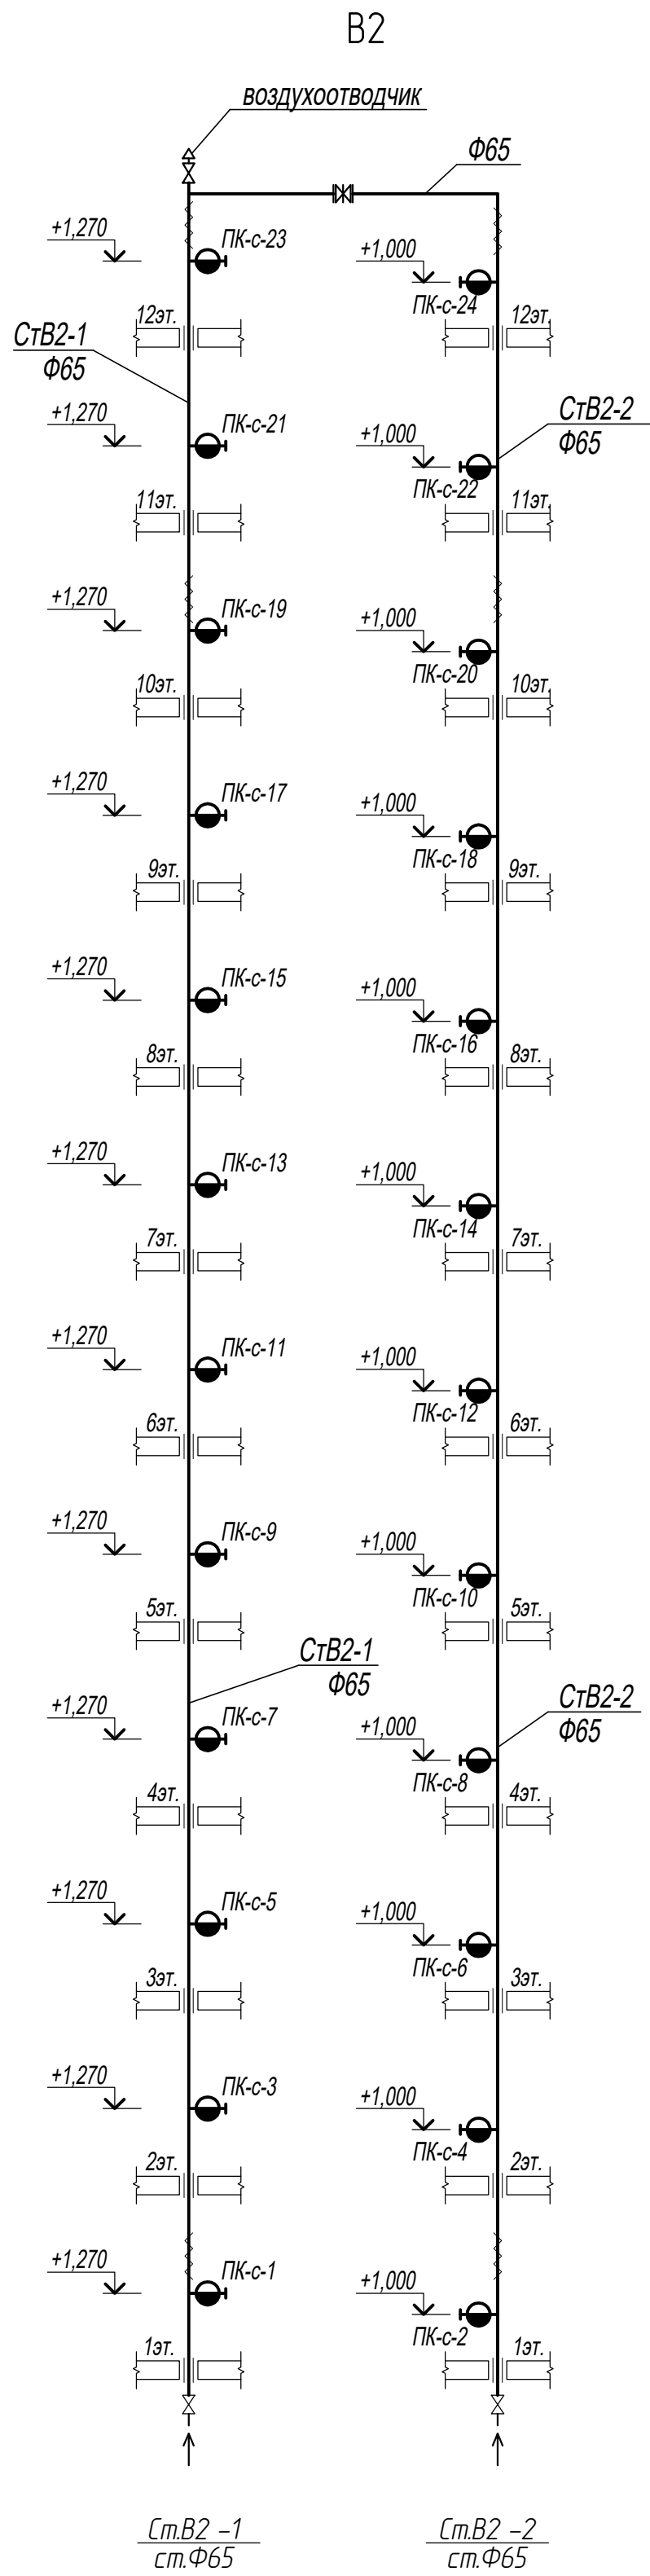 В2
воздухоотводчик
Ф65
+1,270
ПК-с-23
+1,000
ПК-с-24
12эт.
12эт.
СтВ2-1
Ф65
+1,270
ПК-с-21
СтВ2-2
Ф65
+1,000
ПК-с-22
11эт.
11эт.
+1,270
ПК-с-19
+1,000
ПК-с-20
10эт.
10эт.
+1,270
ПК-с-17
+1,000
ПК-с-18
9эт.
9эт.
+1,270
ПК-с-15
+1,000
ПК-с-16
8эт.
8эт.
+1,270
ПК-с-13
+1,000
ПК-с-14
7эт.
7эт.
+1,270
ПК-с-11
+1,000
ПК-с-12
6эт.
6эт.
+1,270
ПК-с-9
+1,000
ПК-с-10
5эт.
5эт.
СтВ2-1
Ф65
СтВ2-2
Ф65
+1,270
ПК-с-7
+1,000
ПК-с-8
4эт.
4эт.
+1,270
ПК-с-5
+1,000
ПК-с-6
3эт.
3эт.
+1,270
ПК-с-3
+1,000
ПК-с-4
2эт.
2эт.
+1,270
ПК-с-1
+1,000
ПК-с-2
1эт.
1эт.
Ст.В2 -1
ст.Ф65
Ст.В2 -2
ст.Ф65